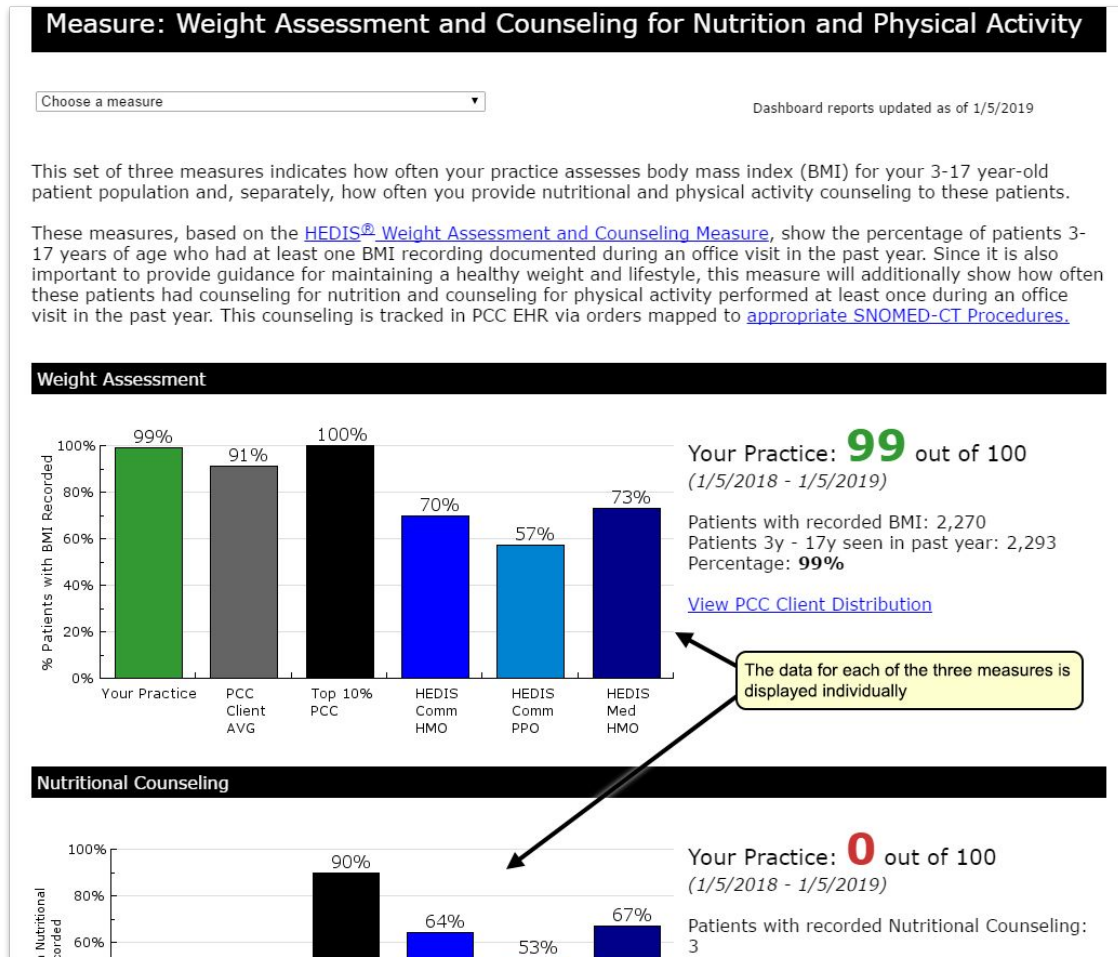 Measure: Weight Assessment and Counseling for Nutrition and Physical Activity
Choose a measure
Dashboard reports updated as of 1/5/2019
This set of three measures indicates how often your practice assesses body mass index (BMI) for your 3-17 year-old
patient population and, separately, how often you provide nutritional and physical activity counseling to these patients.
These measures, based on the HEDIS® Weight Assessment and Counseling Measure, show the percentage of patients 3-
17 years of age who had at least one BMI recording documented during an office visit in the past year. Since it is also
important to provide guidance for maintaining a healthy weight and lifestyle, this measure will additionally show how often
these patients had counseling for nutrition and counseling for physical activity performed at least once during an office
visit in the past year. This counseling is tracked in PCC EHR via orders mapped to appropriate SNOMED-CT Procedures.
Weight Assessment
% Patients with BMI Recorded
100%
80%
60%
40%
20%
0%
99%
91%
100%
70%
57%
73%
Your Practice
PCC
Client
AVG
Top 10%
PCC
HEDIS
Comm
HMO
HEDIS
Comm
PPO
HEDIS
Med
HMO
Your Practice: 99 out of 100
(1/5/2018 - 1/5/2019)
Patients with recorded BMI: 2,270
Patients 3y - 17y seen in past year: 2,293
Percentage: 99%
View PCC Client Distribution
The data for each of the three measures is
displayed individually
Nutritional Counseling
Nutritional
100%
80%
60%
90%
64%
53%
67%
Your Practice: 0 out of 100
(1/5/2018 - 1/5/2019)
Patients with recorded Nutritional Counseling:
3